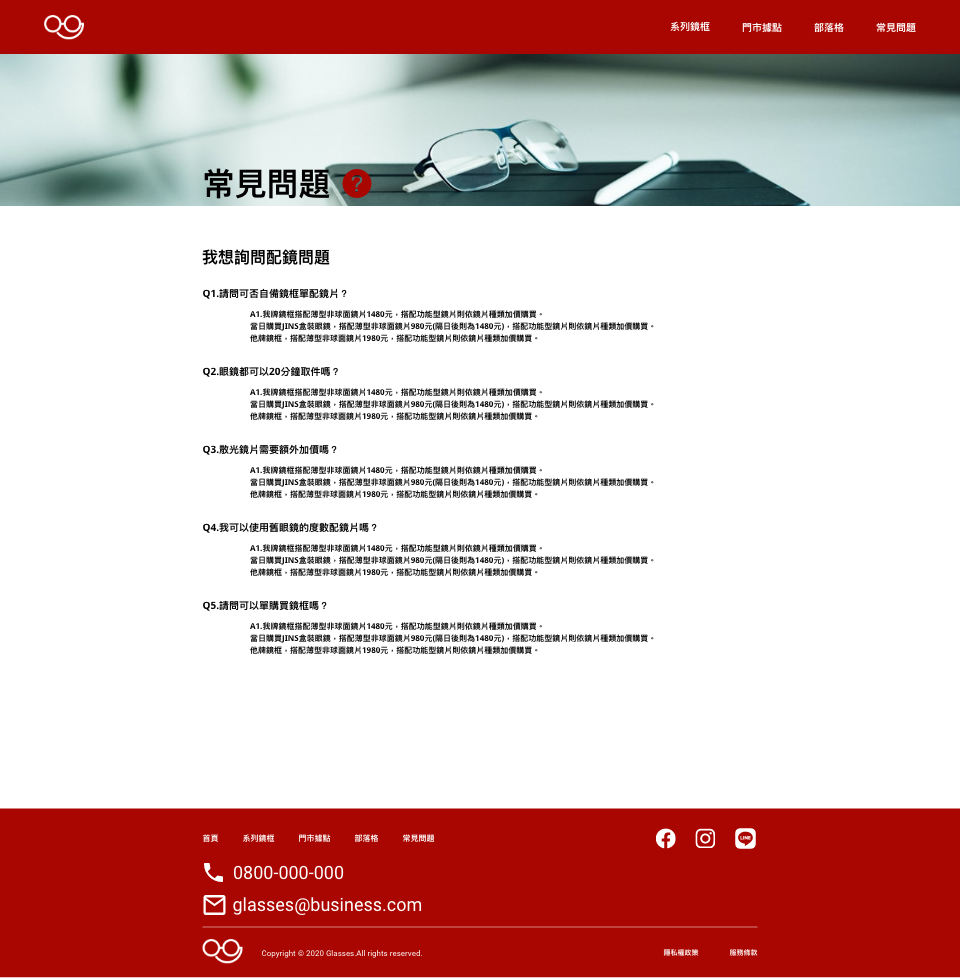 系列鏡框 門市據點 部落格 常見問題
常見問題 ?
我想詢問配鏡問題
Q1.請問可否自備鏡框單配鏡片？
A1.我牌鏡框搭配薄型非球面鏡片1480元，搭配功能型鏡片則依鏡片種類加價購買。
當日購買JINS盒裝眼鏡，搭配薄型非球面鏡片980元(隔日後則為1480元)，搭配功能型鏡片則依鏡片種類加價購買。
他牌鏡框，搭配薄型非球面鏡片1980元，搭配功能型鏡片則依鏡片種類加價購買。
Q2.眼鏡都可以20分鐘取件嗎？
A1.我牌鏡框搭配薄型非球面鏡片1480元，搭配功能型鏡片則依鏡片種類加價購買。
當日購買JINS盒裝眼鏡，搭配薄型非球面鏡片980元(隔日後則為1480元)，搭配功能型鏡片則依鏡片種類加價購買。
他牌鏡框，搭配薄型非球面鏡片1980元，搭配功能型鏡片則依鏡片種類加價購買。
Q3.散光鏡片需要額外加價嗎？
A1.我牌鏡框搭配薄型非球面鏡片1480元，搭配功能型鏡片則依鏡片種類加價購買。
當日購買JINS盒裝眼鏡，搭配薄型非球面鏡片980元(隔日後則為1480元)，搭配功能型鏡片則依鏡片種類加價購買。
他牌鏡框，搭配薄型非球面鏡片1980元，搭配功能型鏡片則依鏡片種類加價購買。
Q4.我可以使用舊眼鏡的度數配鏡片嗎？
A1.我牌鏡框搭配薄型非球面鏡片1480元，搭配功能型鏡片則依鏡片種類加價購買。
當日購買JINS盒裝眼鏡，搭配薄型非球面鏡片980元(隔日後則為1480元)，搭配功能型鏡片則依鏡片種類加價購買。
他牌鏡框，搭配薄型非球面鏡片1980元，搭配功能型鏡片則依鏡片種類加價購買。
Q5.請問可以單購買鏡框嗎？
A1.我牌鏡框搭配薄型非球面鏡片1480元，搭配功能型鏡片則依鏡片種類加價購買。
當日購買JINS盒裝眼鏡，搭配薄型非球面鏡片980元(隔日後則為1480元)，搭配功能型鏡片則依鏡片種類加價購買。
他牌鏡框，搭配薄型非球面鏡片1980元，搭配功能型鏡片則依鏡片種類加價購買。
首頁 系列鏡框 門市據點 部落格 常見問題 LINE
0800-000-000
glasses@business.com
Copyright © 2020 Glasses.All rights reserved. 隱私權政策 服務條款